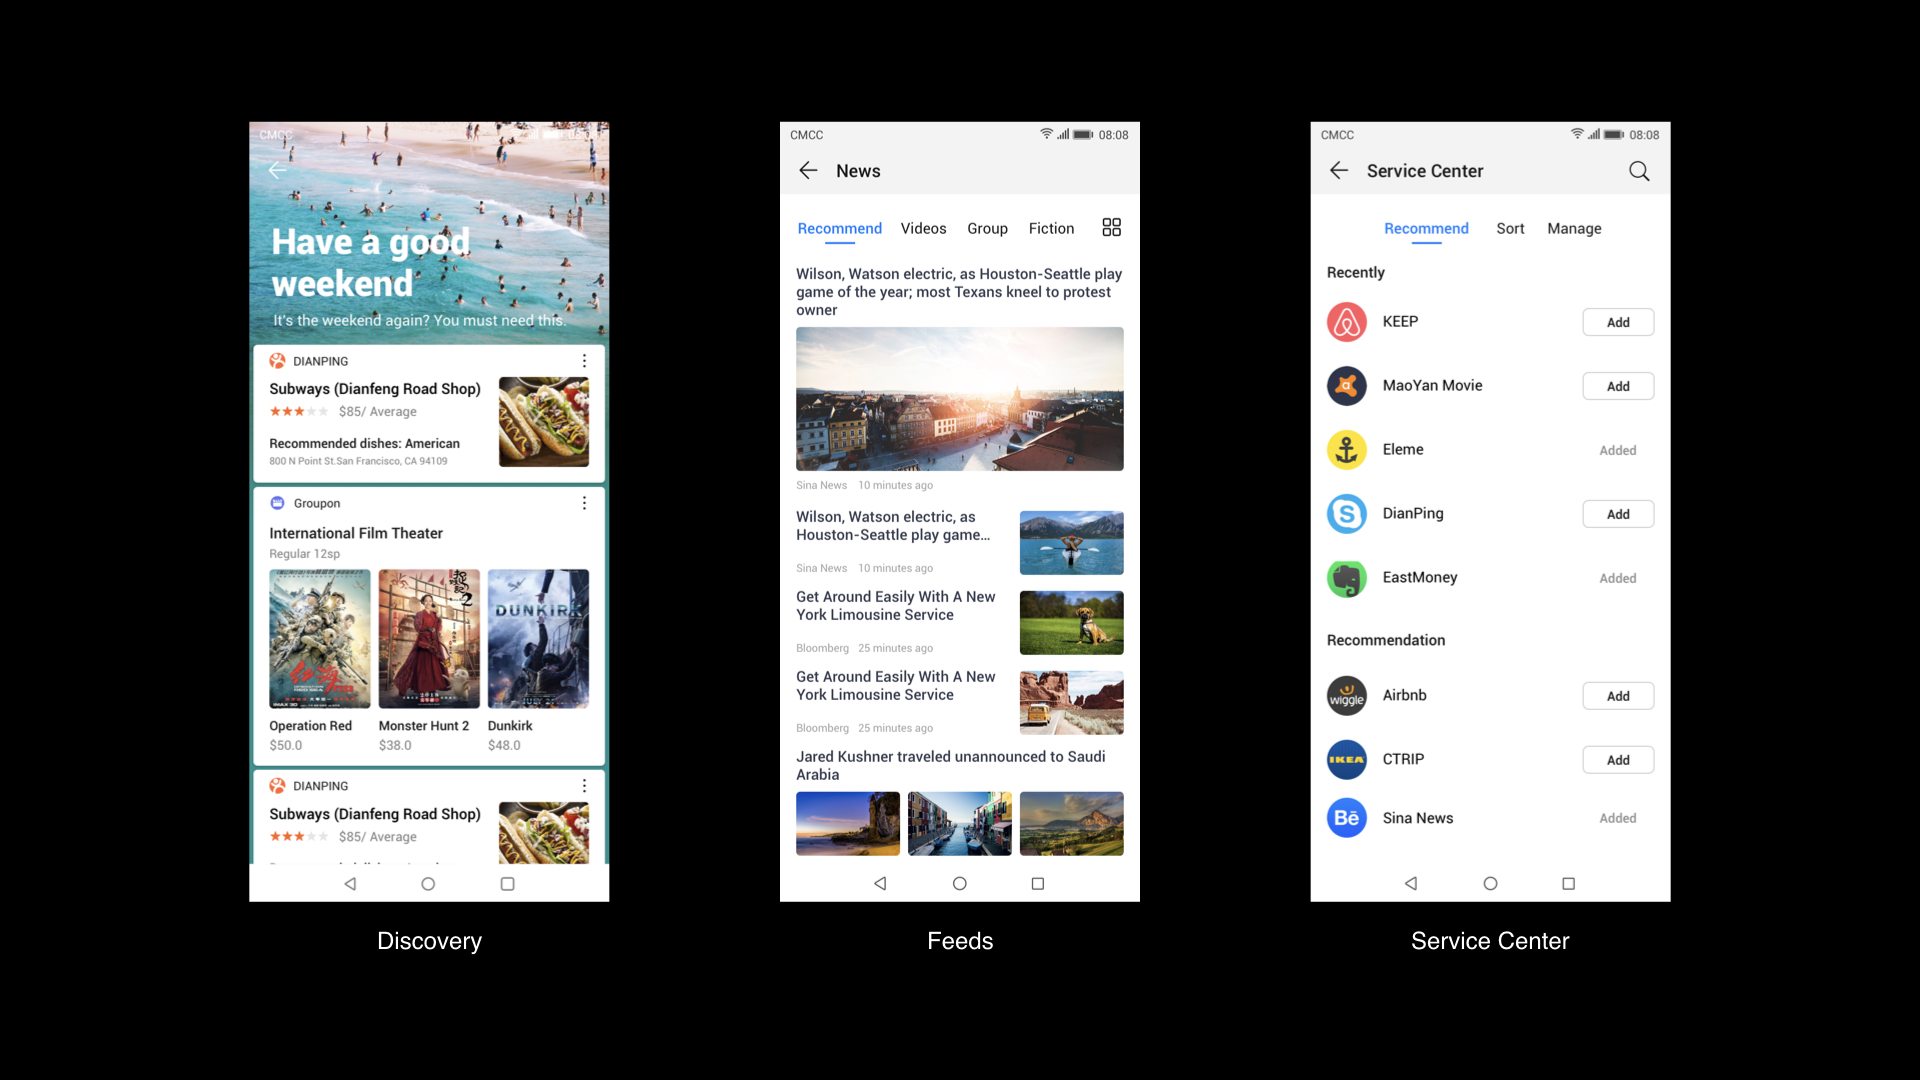 CMCC
Have a good
weekend
It's the weekend again? You must need this.
DIANPING
Subways (Dianfeng Road Shop)
$85/ Average
Recommended dishes: American
800 N Point St.San Francisco, CA 94109
Groupon
International Film Theater
Regular 12sp
DUNKIRK
Operation Red
Monster Hunt 2
Dunkirk
$50.0
$38.0
$48.0
DIANPING
Subways (Dianfeng Road Shop)
$85/ Average
Discovery
CMCC
08:08
News
Recommend
Videos
Group
Fiction
Wilson, Watson electric, as Houston-Seattle play
game of the year; most Texans kneel to protest
owner
Sina News 10 minutes ago
Wilson, Watson electric, as
Houston-Seattle play game...
Sina News 10 minutes ago
Get Around Easily With A New
York Limousine Service
Bloomberg 25 minutes ago
Get Around Easily With A New
York Limousine Service
Bloomberg 25 minutes ago
Jared Kushner traveled unannounced to Saudi
Arabia
Feeds
CMCC
08:08
Service Center
Recommend
Sort
Manage
Recently
KEEP
Add
a
MaoYan Movie
Add
Eleme
Added
S
DianPing
Add
EastMoney
Added
Recommendation
wiggle
Airbnb
Add
IKEA
CTRIP
Add
Bē
Sina News
Added
Service Center